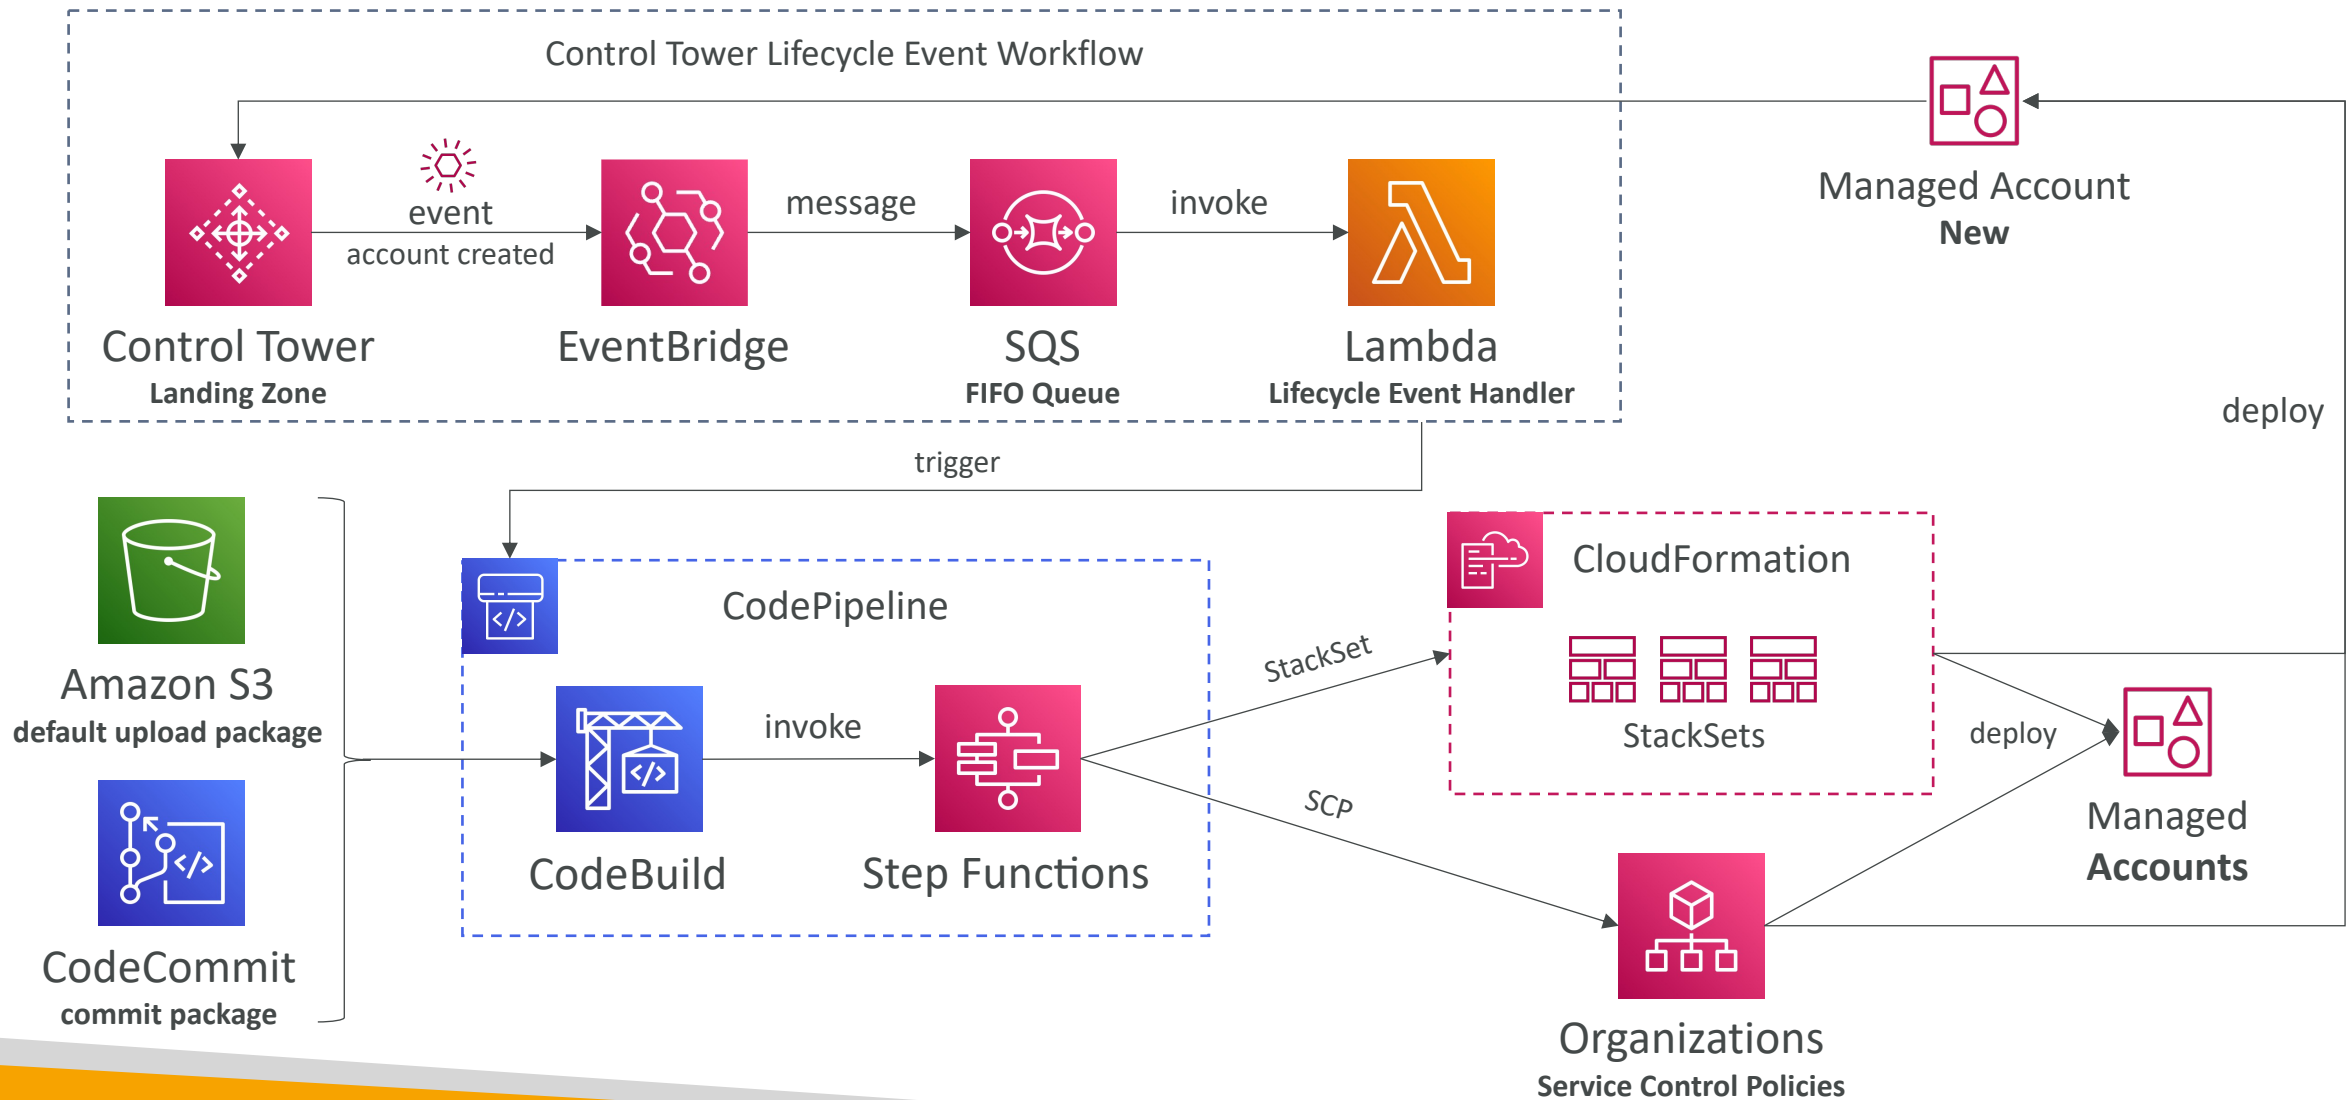 Control Tower Lifecycle Event Workflow
event
account created
message
invoke
Control Tower
Landing Zone
EventBridge
SQS
FIFO Queue
Lambda
Lifecycle Event Handler
Managed Account
New
deploy
trigger
Amazon S3
default upload package
CodeCommit
commit package
CodePipeline
</>
CodeBuild
</>
invoke
Step Functions
</>
StackSet
SCP
CloudFormation
StackSets
deploy
Managed
Accounts
Organizations
Service Control Policies